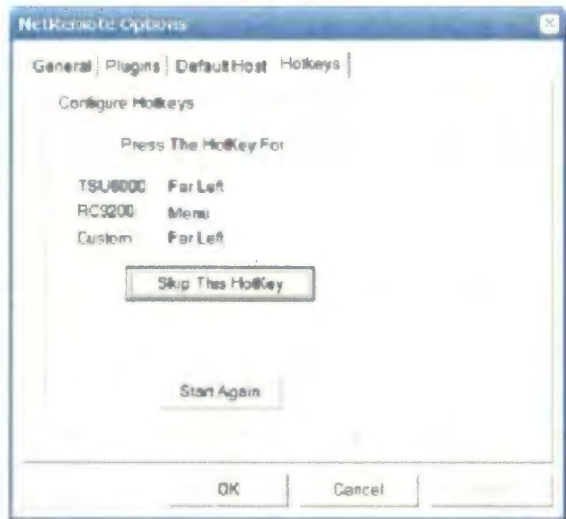 NetRemote Options
General Plugins Default Host Hotkeys
Configure Hotkeys
Press The HotKey For
TSU6000 Far Left
RC9200 Menu
Custom Far Left
Skip This HotKey
Start Again
OK Cancel